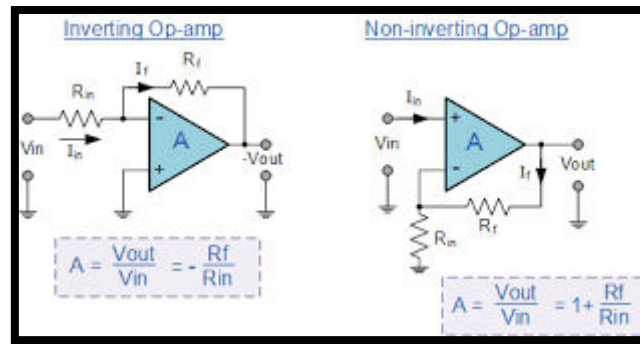 Inverting Op-amp
If Rf
Rin
-
A
+
Vin
Iin
-Vout
A = Vout/Vin = - Rf/Rin
Non-inverting Op-amp
Iin
+
A
-
Vin
Vout
If
Rf
Rin
A = Vout/Vin = 1+ Rf/Rin